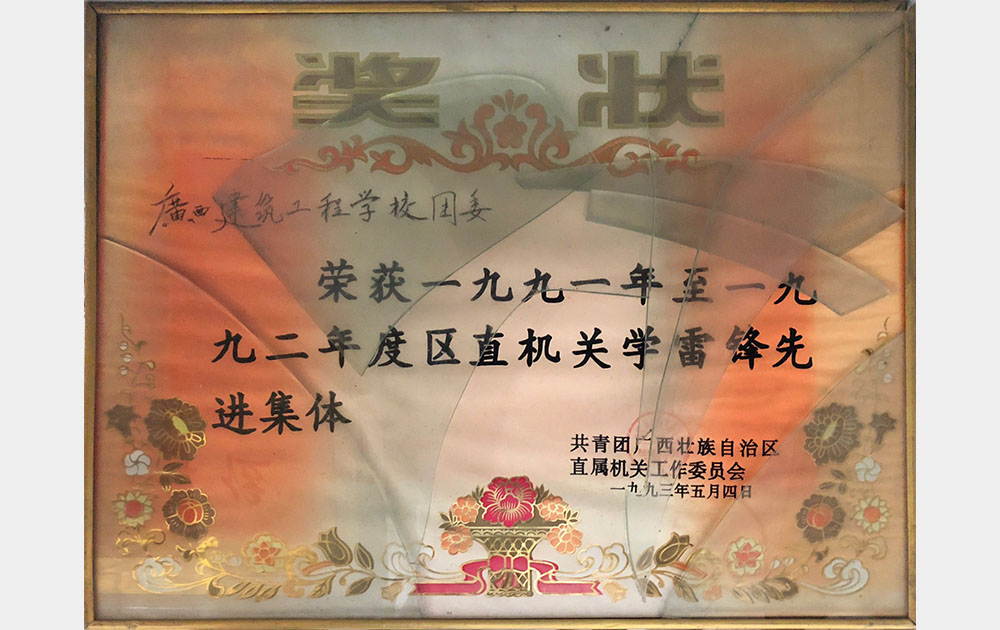 奖状
廣西建筑工程学校团委
荣获一九九一年至一九
九二年度区直机关学雷锋先
进集体
共青团广西壮族自治区
直属机关工作委员会
一九九三年五月四日